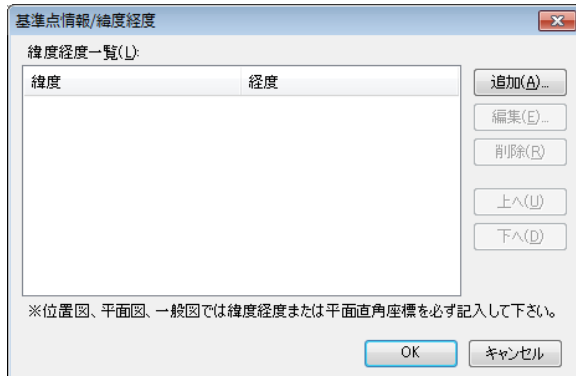 基準点情報/緯度経度
緯度経度一覧(L):
緯度 経度
追加(A)...
編集(E)...
削除(R)
上へ(U)
下へ(D)
※位置図、平面図、一般図では緯度経度または平面直角座標を必ず記入して下さい。
OK キャンセル